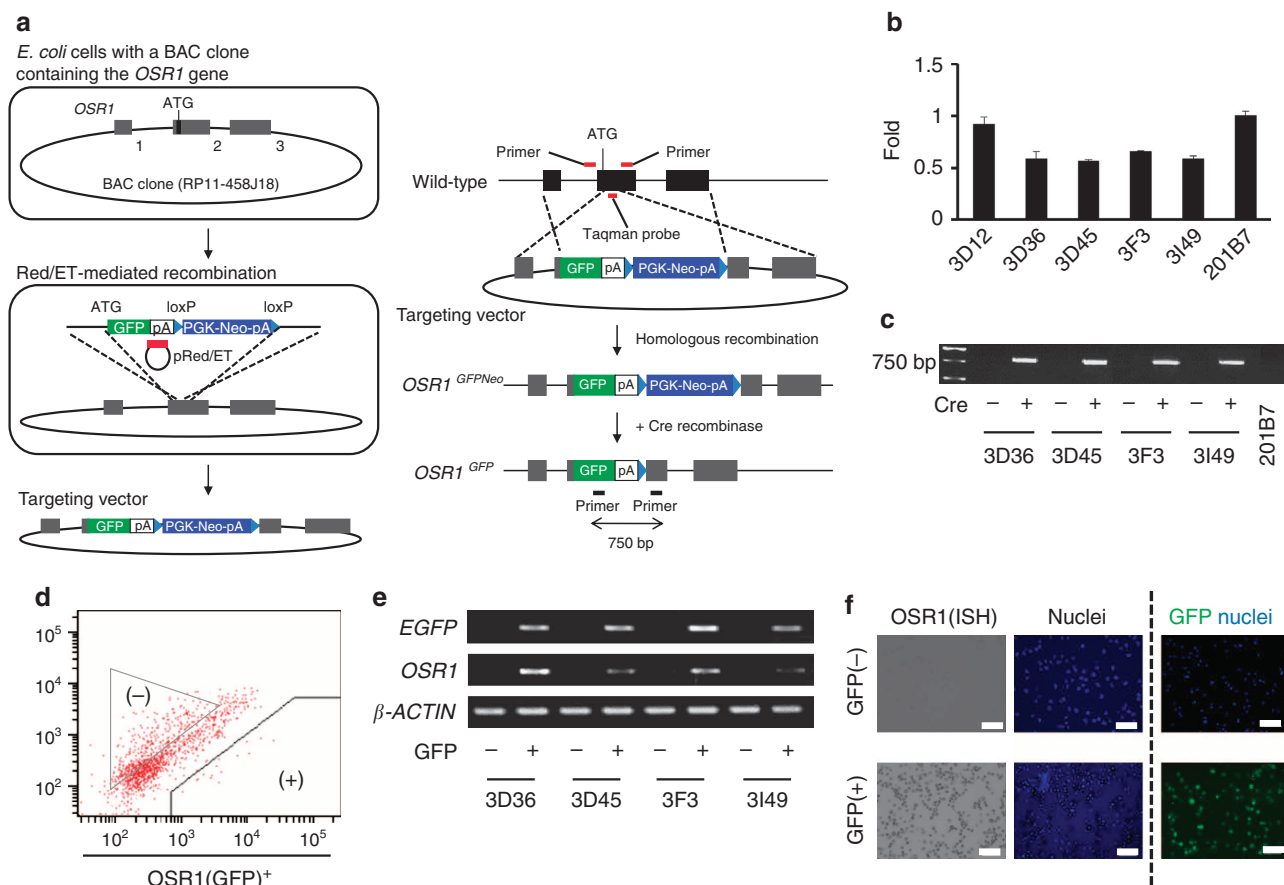 a
E. coli cells with a BAC clone
containing the OSR1 gene
OSR1
ATG
1 2 3
BAC clone (RP11-458J18)
Red/ET-mediated recombination
ATG loxP loxP
GFP pA PGK-Neo-pA
pRed/ET
Targeting vector
GFP pA PGK-Neo-pA
ATG
Primer Primer
Wild-type
Taqman probe
GFP pA PGK-Neo-pA
Targeting vector
Homologous recombination
OSR1 GFPNeo
GFP pA PGK-Neo-pA
+ Cre recombinase
OSR1 GFP
GFP pA
Primer Primer
750 bp
b
Fold
1.5
1
0.5
0
3D12 3D36 3D45 3F3 3I49 201B7
c
750 bp
Cre − + − + − + − +
3D36 3D45 3F3 3I49 201B7
d
10^5
10^4
10^3
10^2
(−)
(+)
10^2 10^3 10^4 10^5
OSR1(GFP)+
e
EGFP
OSR1
β-ACTIN
GFP − + − + − + − +
3D36 3D45 3F3 3I49
f
OSR1(ISH) Nuclei GFP nuclei
GFP(−)
GFP(+)